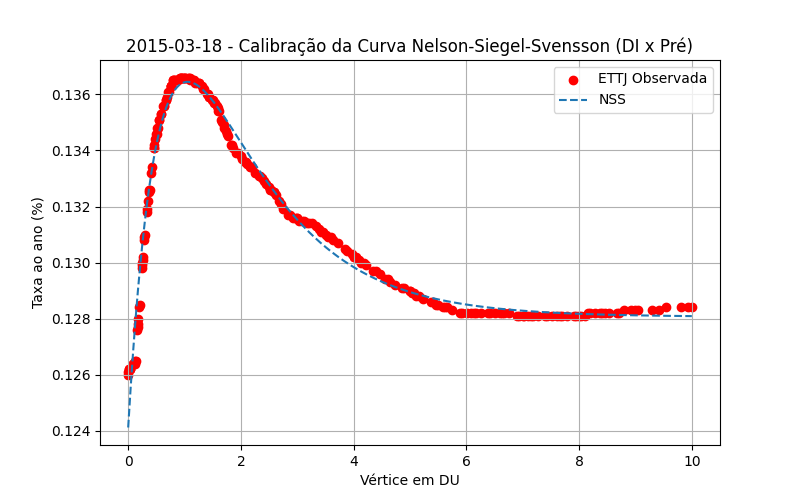 2015-03-18 - Calibração da Curva Nelson-Siegel-Svensson (DI x Pré)
ETTJ Observada
NSS
Taxa ao ano (%)
0.136
0.134
0.132
0.130
0.128
0.126
0.124
0 2 4 6 8 10
Vértice em DU